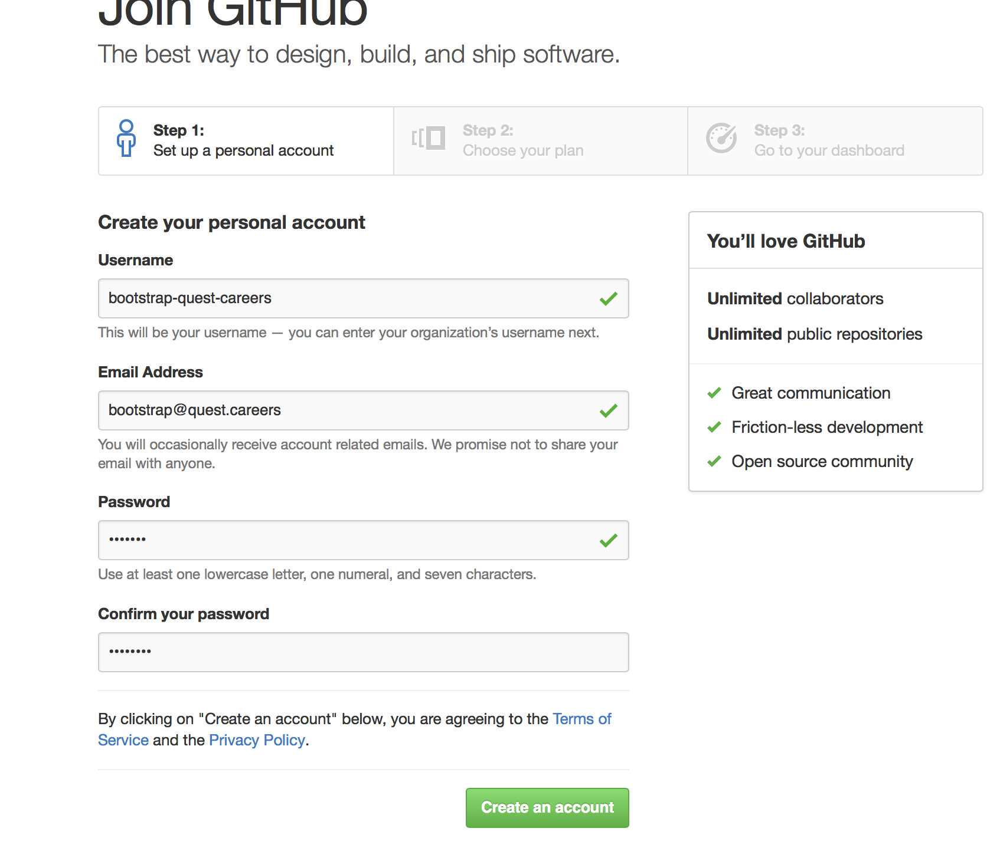 Join GitHub
The best way to design, build, and ship software.
Step 1:
Set up a personal account
Step 2:
Choose your plan
Step 3:
Go to your dashboard
Create your personal account
Username
bootstrap-quest-careers
This will be your username — you can enter your organization’s username next.
Email Address
bootstrap@quest.careers
You will occasionally receive account related emails. We promise not to share your
email with anyone.
Password
•••••••
Use at least one lowercase letter, one numeral, and seven characters.
Confirm your password
••••••••
By clicking on "Create an account" below, you are agreeing to the Terms of
Service and the Privacy Policy.
Create an account
You’ll love GitHub
Unlimited collaborators
Unlimited public repositories
Great communication
Friction-less development
Open source community